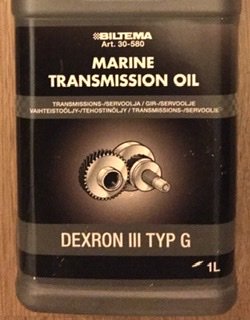 BILTEMA
Art. 30-580
MARINE
TRANSMISSION OIL
TRANSMISSIONS-/SERVOOLJA / GIR-/SERVOOLJE
VAIHTEISTOÖLJY-/TEHOSTINÖLJY / TRANSMISSIONS-/SERVOOLIE
DEXRON III TYP G
1L